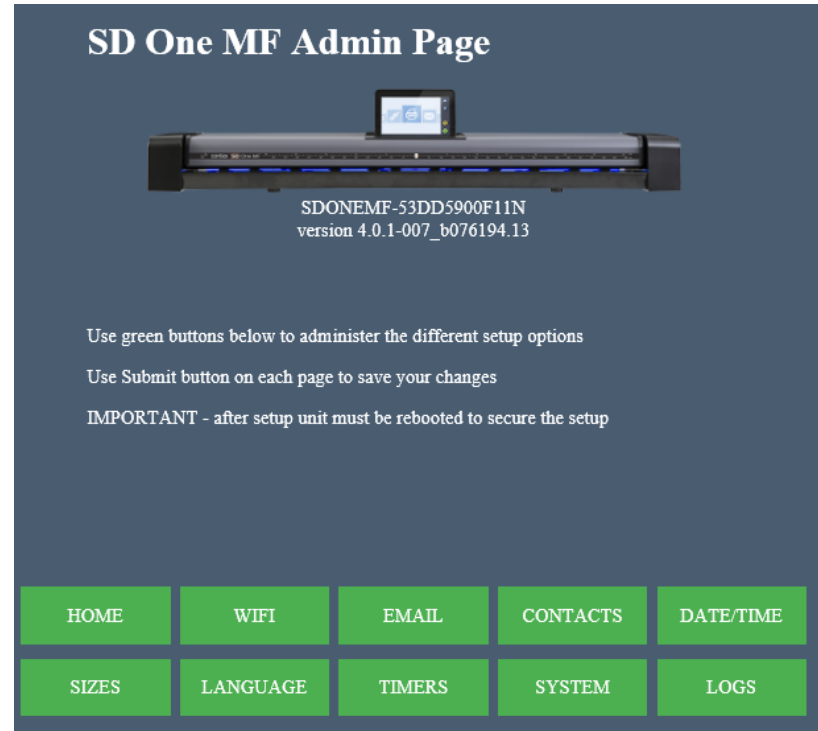 SD One MF Admin Page
SDONEMF-53DD5900F11N
version 4.0.1-007_b076194.13
Use green buttons below to administer the different setup options
Use Submit button on each page to save your changes
IMPORTANT - after setup unit must be rebooted to secure the setup
HOME
WIFI
EMAIL
CONTACTS
DATE/TIME
SIZES
LANGUAGE
TIMERS
SYSTEM
LOGS